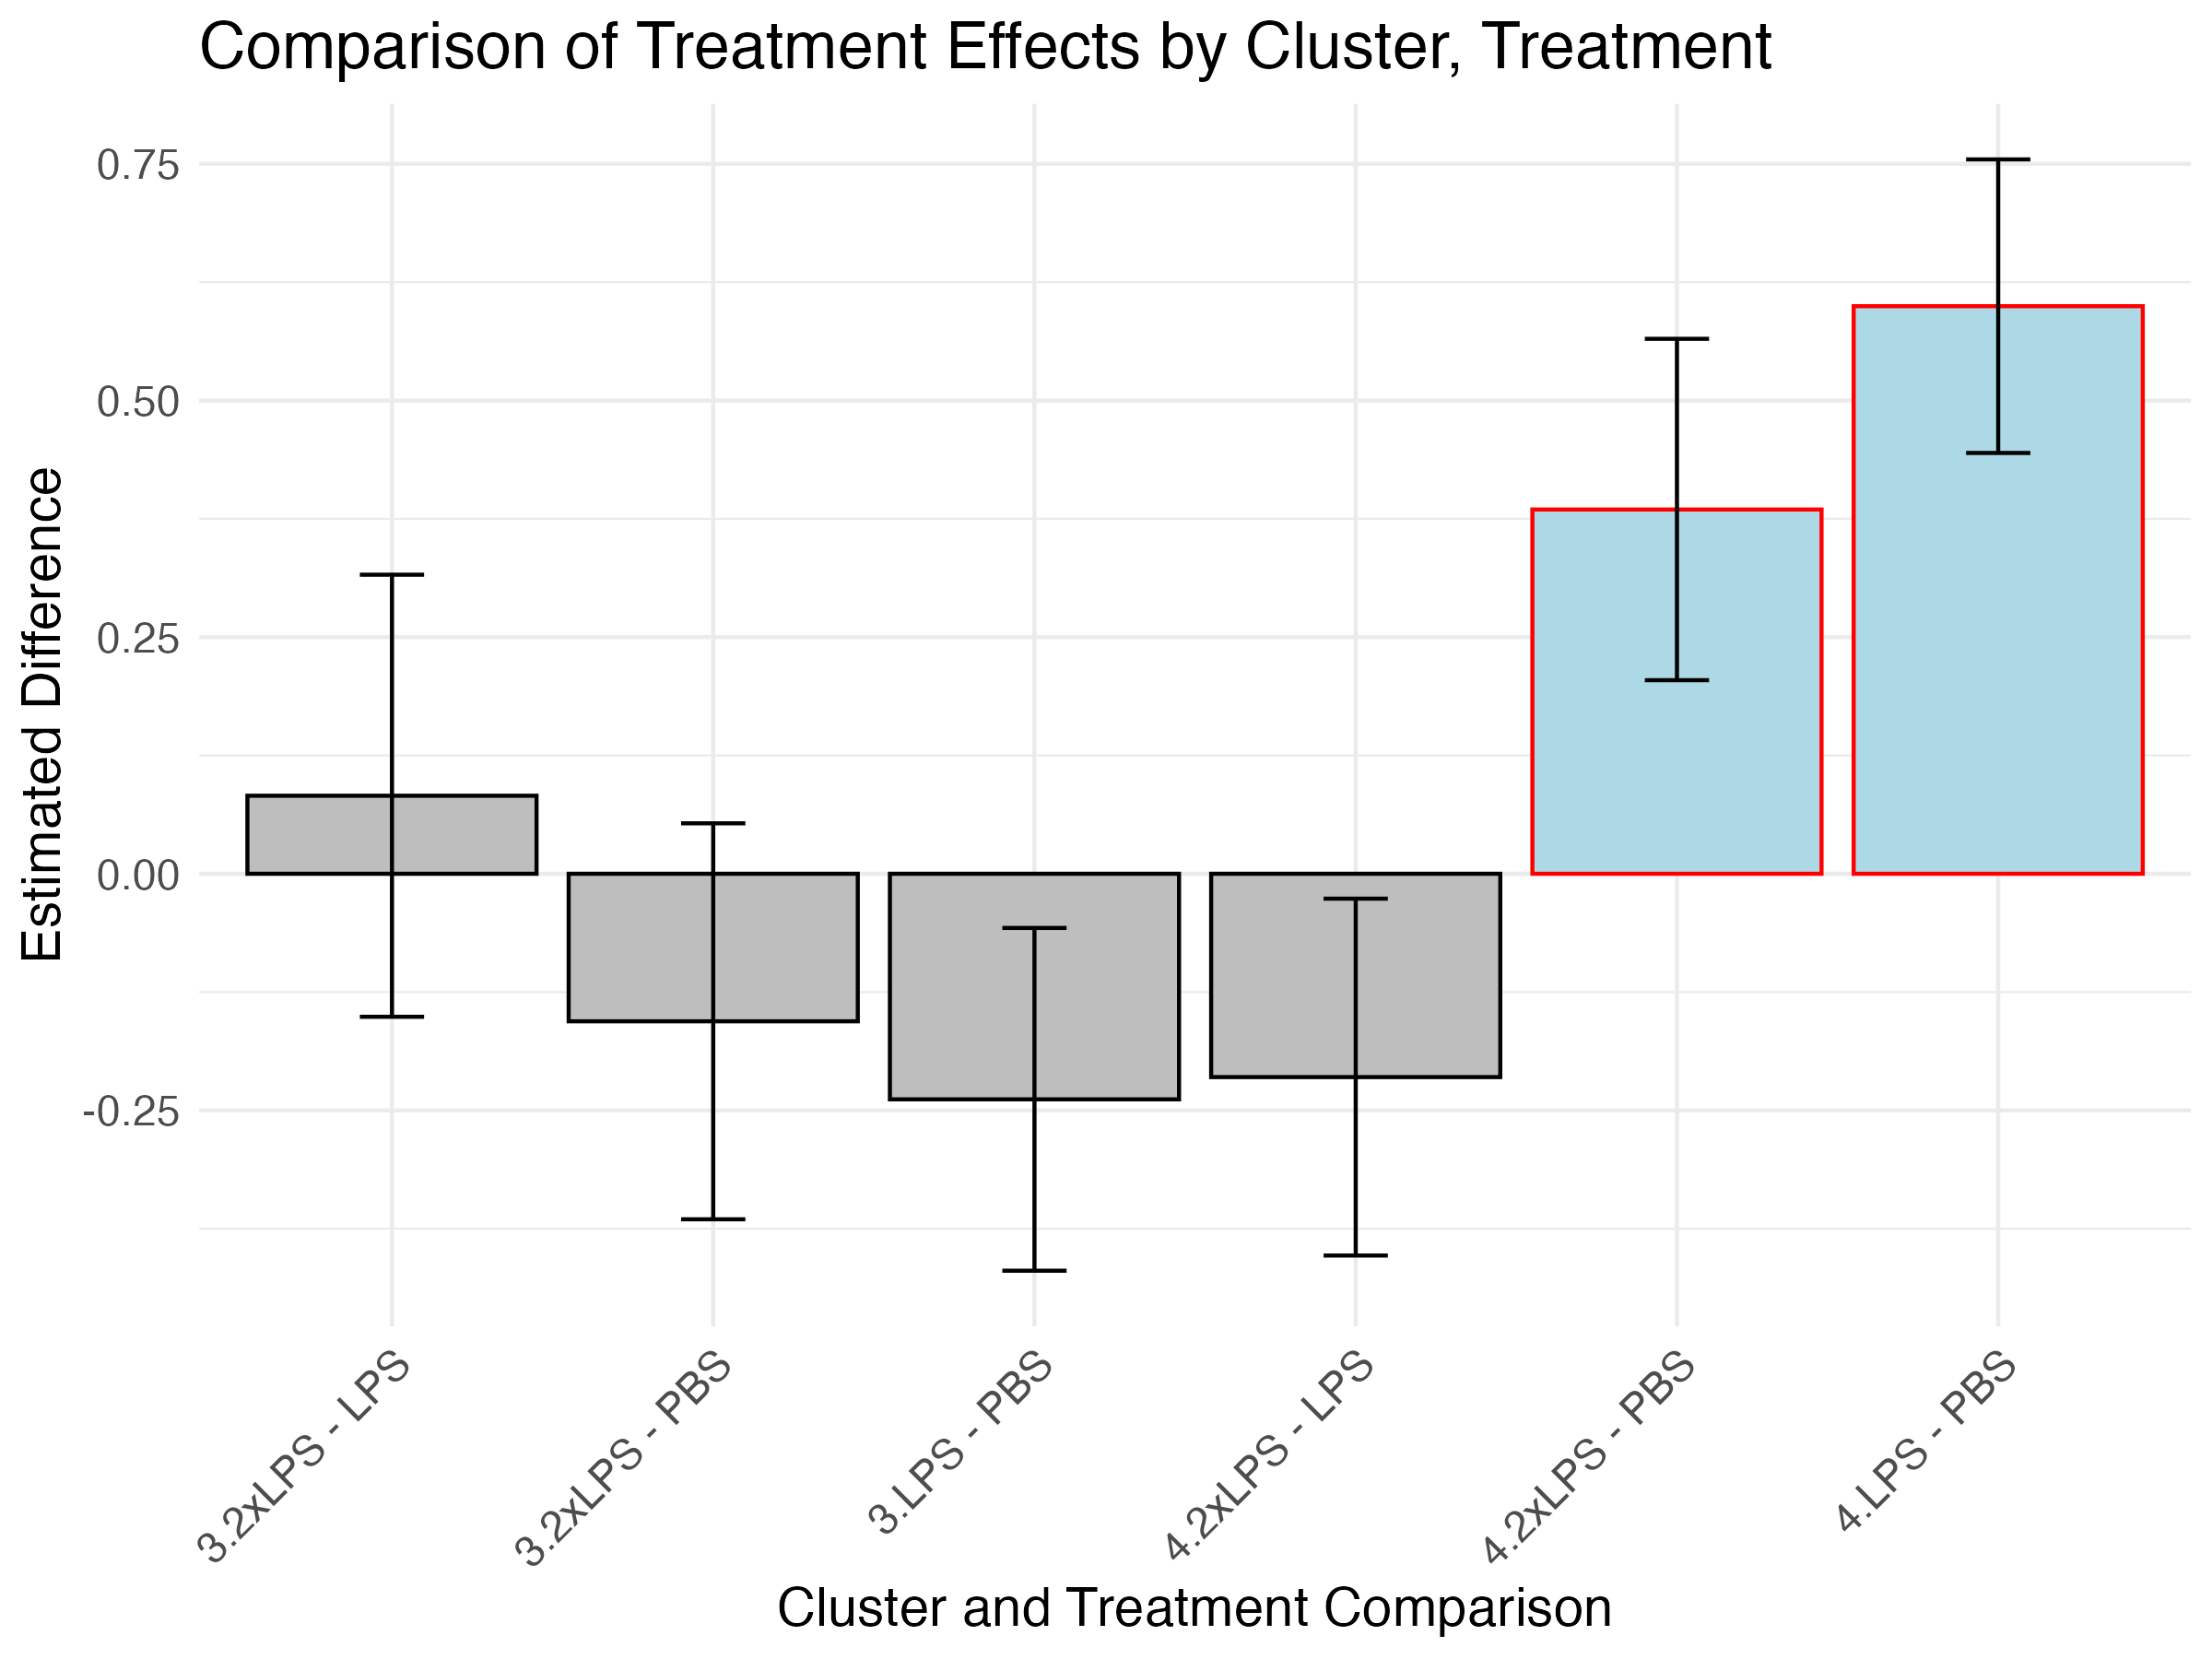 Comparison of Treatment Effects by Cluster, Treatment
Estimated Difference
0.75
0.50
0.25
0.00
-0.25
3.2xLPS - LPS
3.2xLPS - PBS
3.LPS - PBS
4.2xLPS - LPS
4.2xLPS - PBS
4.LPS - PBS
Cluster and Treatment Comparison